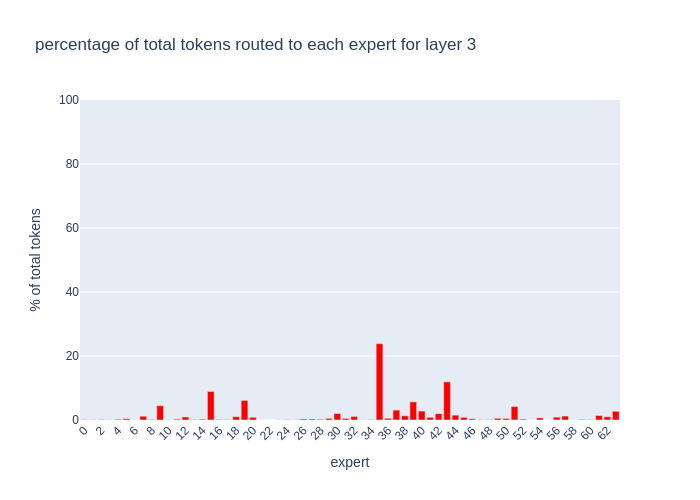 percentage of total tokens routed to each expert for layer 3
100
80
60
40
20
0
% of total tokens
0 2 4 6 8 10 12 14 16 18 20 22 24 26 28 30 32 34 36 38 40 42 44 46 48 50 52 54 56 58 60 62
expert